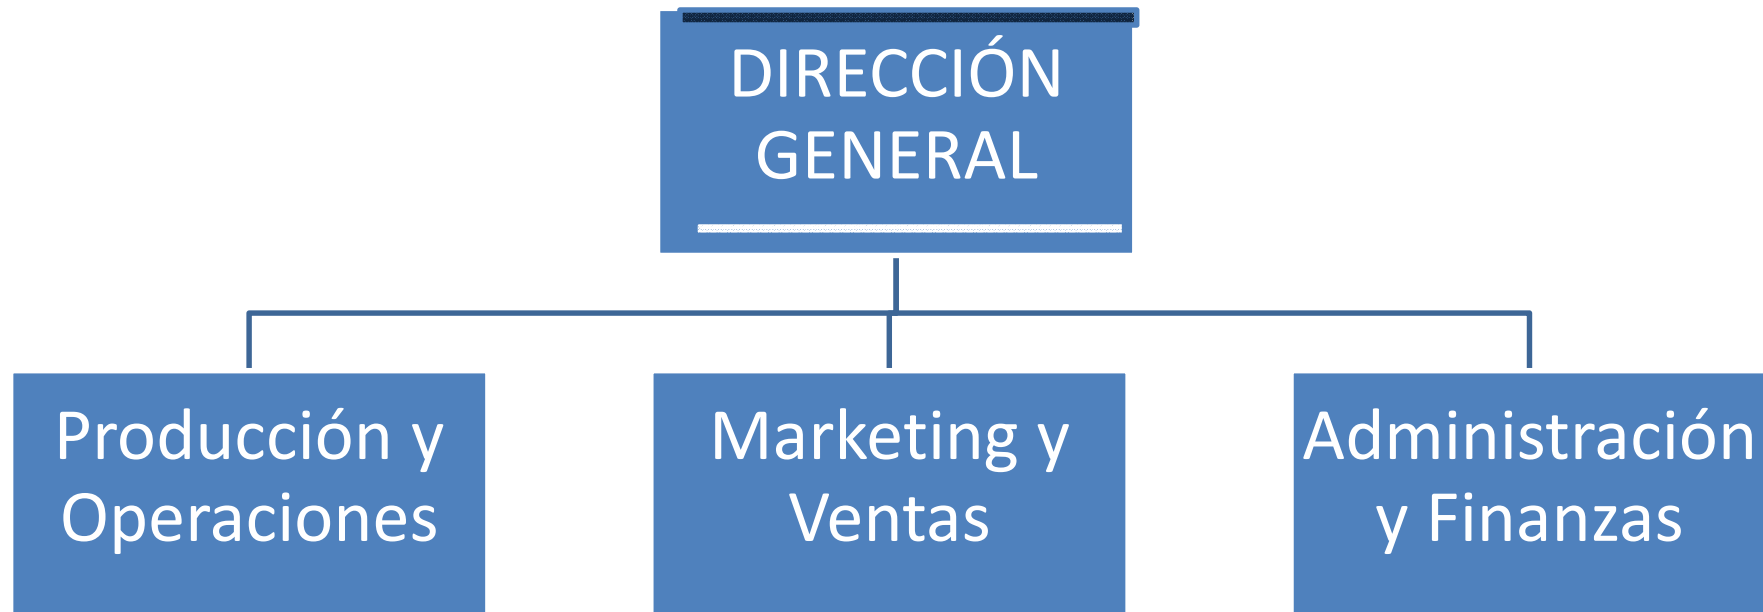 DIRECCIÓN
GENERAL
Producción y
Operaciones
Marketing y
Ventas
Administración
y Finanzas